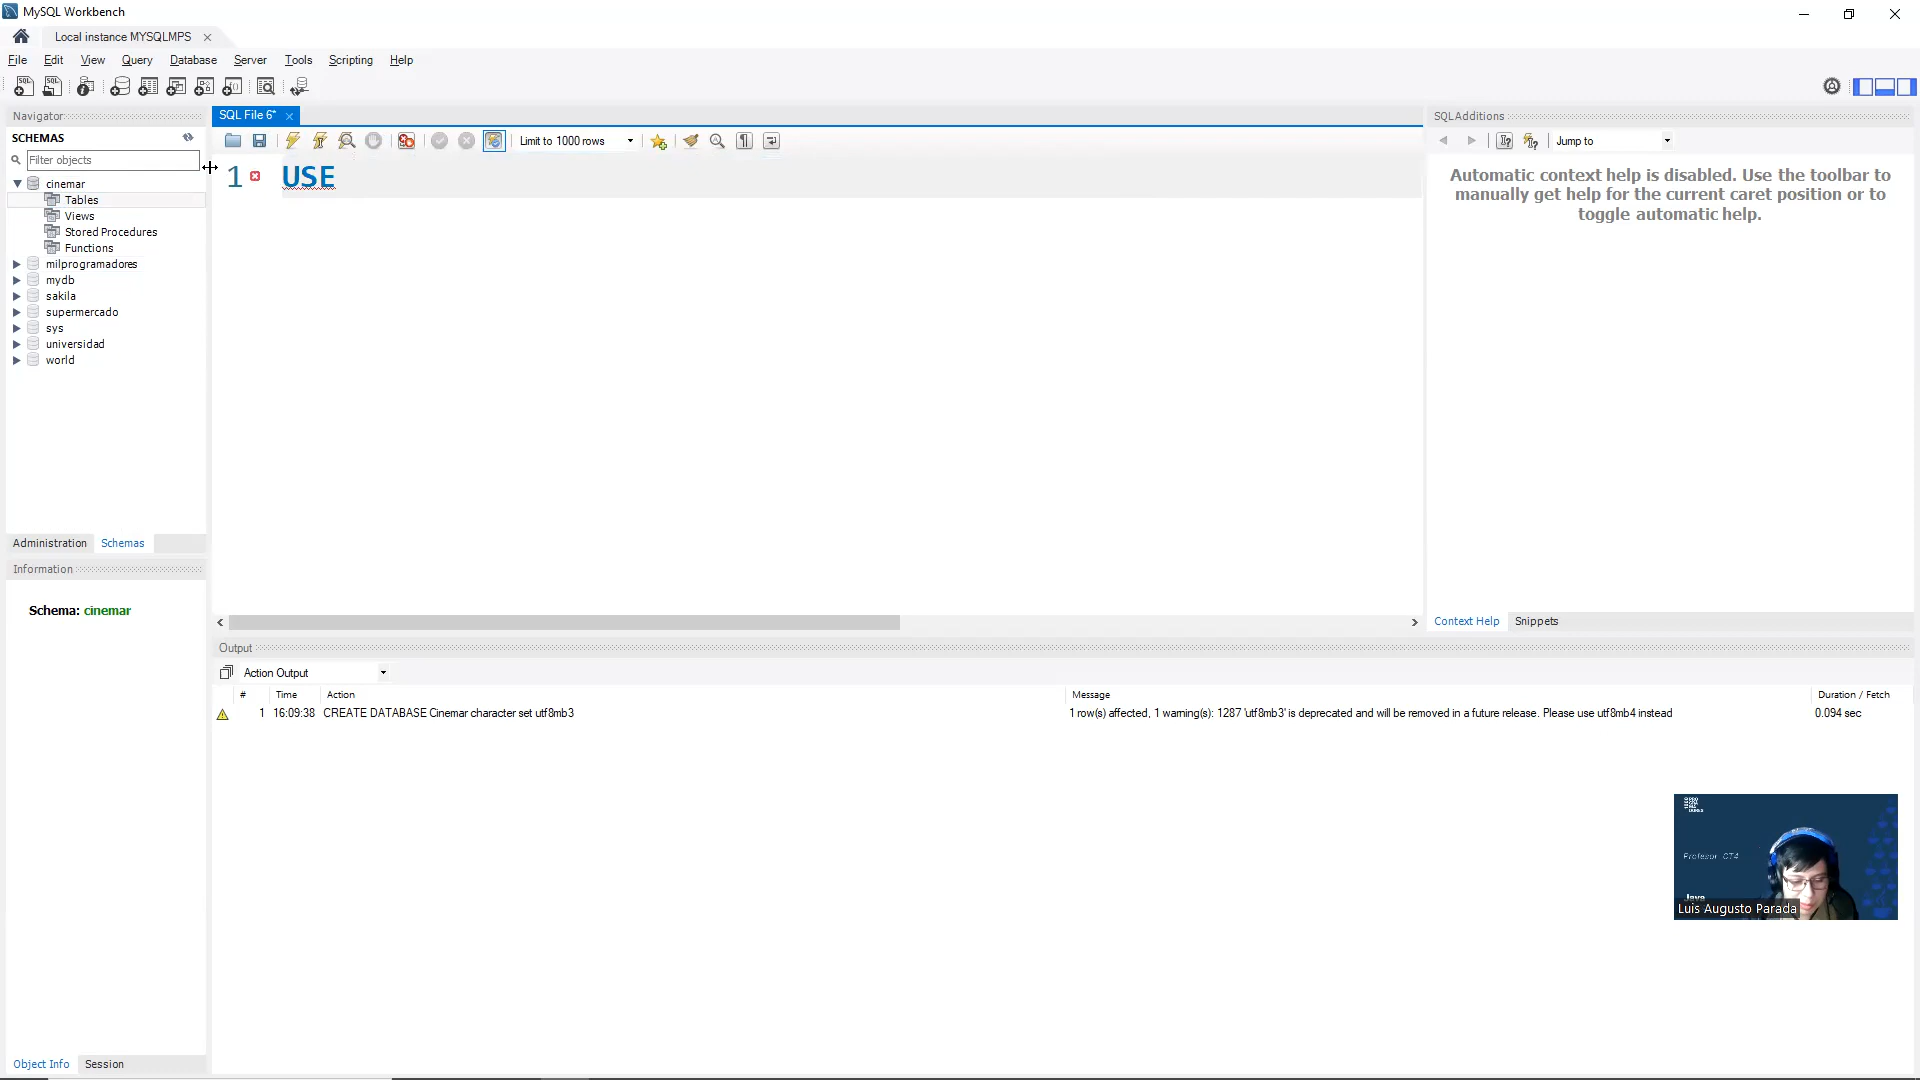 MySQL Workbench
Local instance MYSQLMPS
File Edit View Query Database Server Tools Scripting Help
Navigator
SCHEMAS
Filter objects
cinemar
Tables
Views
Stored Procedures
Functions
milprogramadores
mydb
sakila
supermercado
sys
universidad
world
Administration Schemas
Information
Schema: cinemar
Object Info Session
SQL File 6*
Limit to 1000 rows
1 USE
SQLAdditions
Jump to
Automatic context help is disabled. Use the toolbar to
manually get help for the current caret position or to
toggle automatic help.
Context Help Snippets
Output
Action Output
# Time Action Message Duration / Fetch
1 16:09:38 CREATE DATABASE Cinemar character set utf8mb3 1 row(s) affected, 1 warning(s): 1287 'utf8mb3' is deprecated and will be removed in a future release. Please use utf8mb4 instead 0.094 sec
Profesor CT4
Java
Luis Augusto Parada